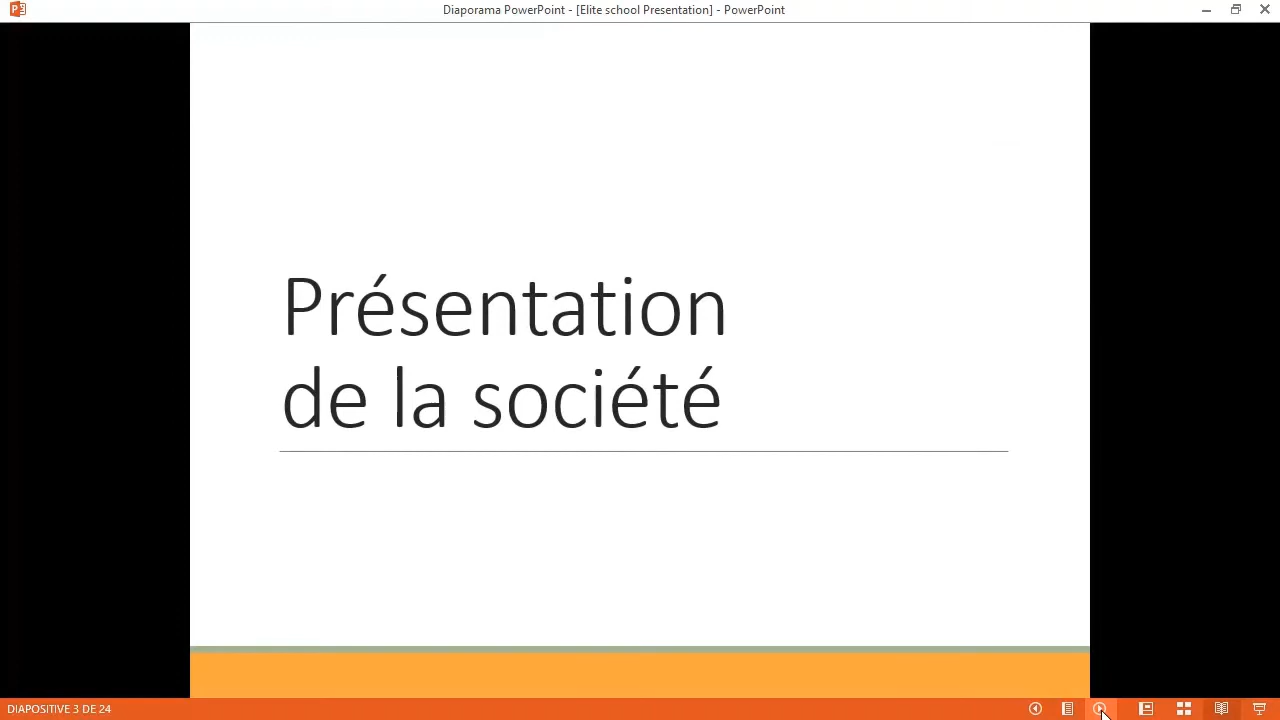 Diaporama PowerPoint - [Elite school Presentation] - PowerPoint
Présentation
de la société
DIAPOSITIVE 3 DE 24